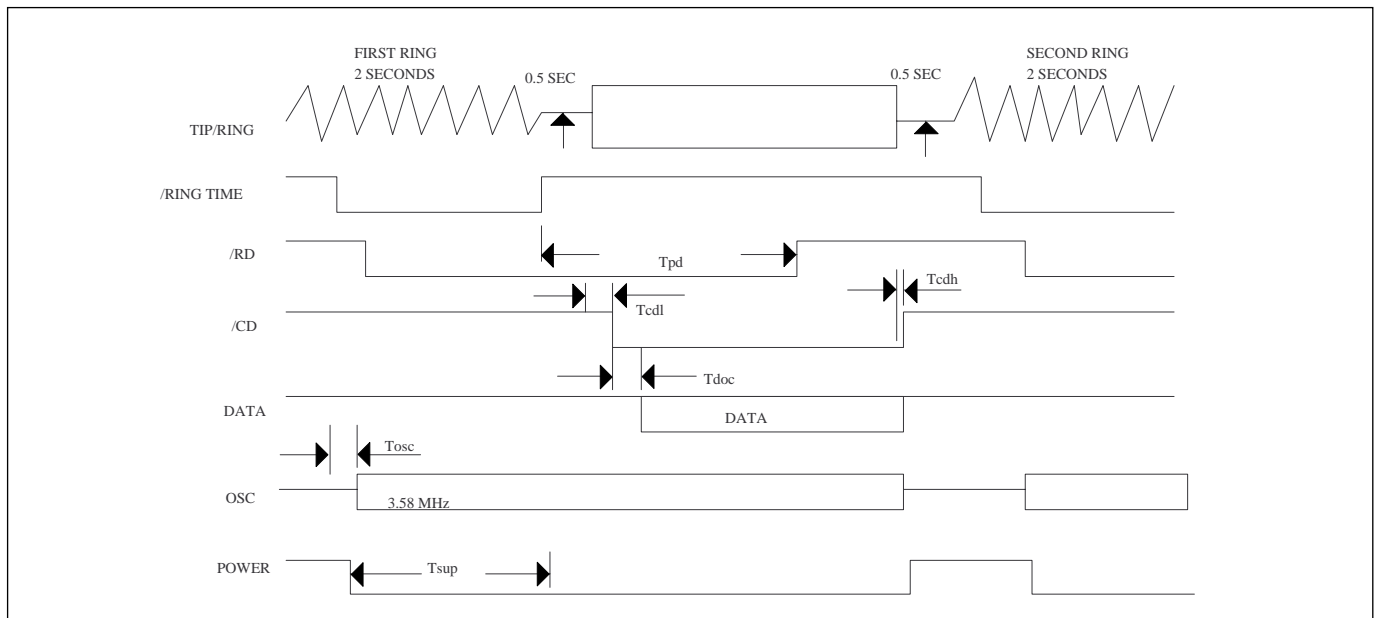 FIRST RING
2 SECONDS
0.5 SEC
0.5 SEC
SECOND RING
2 SECONDS
TIP/RING
/RING TIME
/RD
Tpd
Tcdh
Tcdl
/CD
Tdoc
DATA
DATA
Tosc
OSC
3.58 MHz
POWER
Tsup